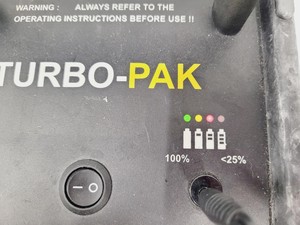 WARNING : ALWAYS REFER TO THE
OPERATING INSTRUCTIONS BEFORE USE !!
TURBO-PAK
100% <25%